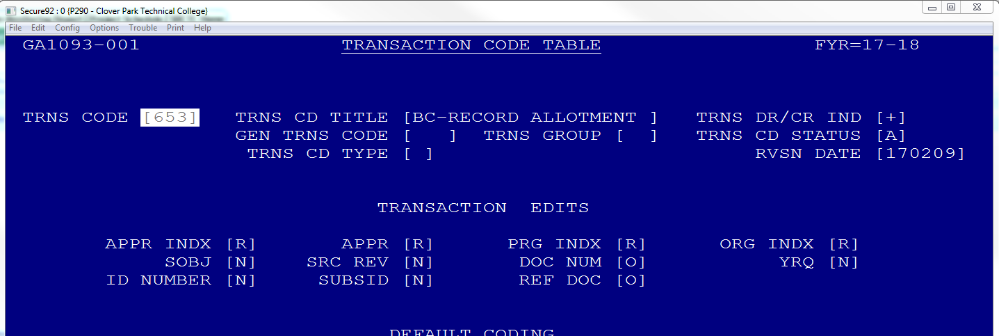 Secure92 : 0 {P290 - Clover Park Technical College}
File Edit Config Options Trouble Print Help
GA1093-001 TRANSACTION CODE TABLE FYR=17-18
TRNS CODE [653] TRNS CD TITLE [BC-RECORD ALLOTMENT ] TRNS DR/CR IND [+]
GEN TRNS CODE [ ] TRNS GROUP [ ] TRNS CD STATUS [A]
TRNS CD TYPE [ ] RVSN DATE [170209]
TRANSACTION EDITS
APPR INDX [R] APPR [R] PRG INDX [R] ORG INDX [R]
SOBJ [N] SRC REV [N] DOC NUM [O] YRQ [N]
ID NUMBER [N] SUBSID [N] REF DOC [O]
DEFAULT CODING